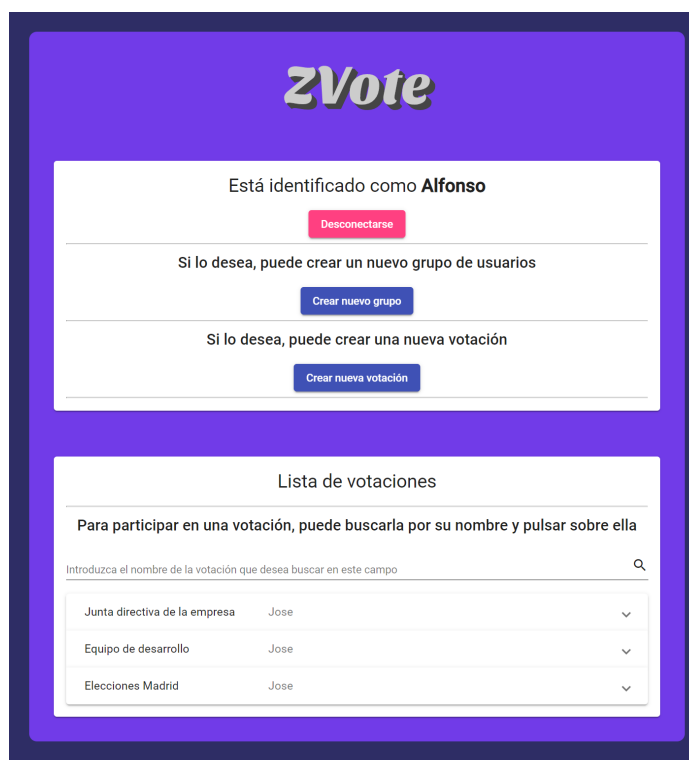 ZVote
Está identificado como Alfonso
Desconectarse
Si lo desea, puede crear un nuevo grupo de usuarios
Crear nuevo grupo
Si lo desea, puede crear una nueva votación
Crear nueva votación
Lista de votaciones
Para participar en una votación, puede buscarla por su nombre y pulsar sobre ella
Introduzca el nombre de la votación que desea buscar en este campo
Junta directiva de la empresa Jose
Equipo de desarrollo Jose
Elecciones Madrid Jose